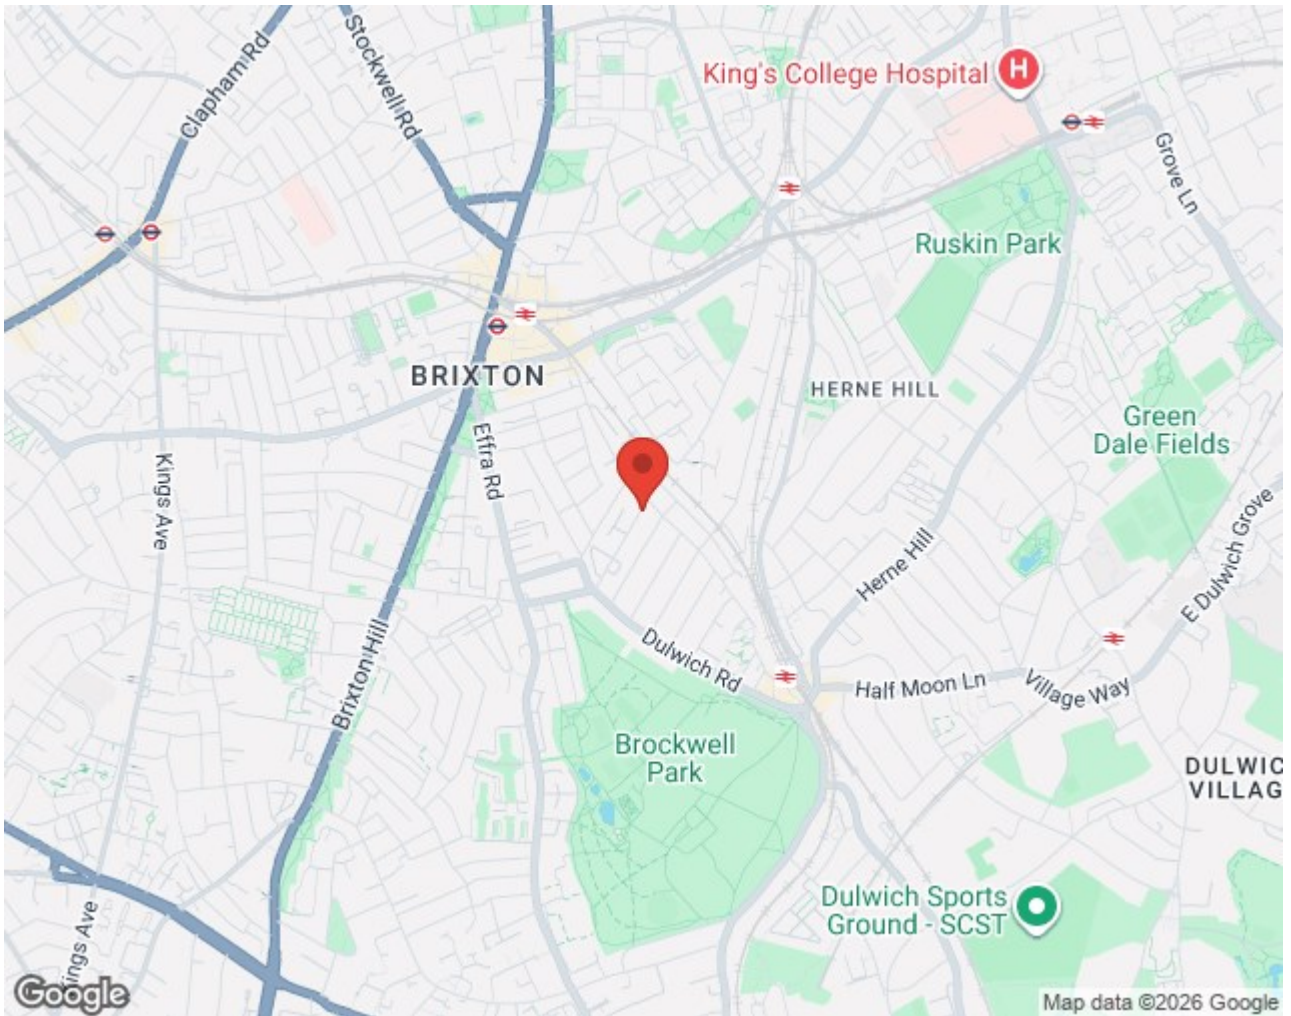 Clapham Rd
Stockwell Rd
King's College Hospital
H
Grove Ln
Ruskin Park
BRIXTON
HERNE HILL
Green
Dale Fields
Effra Rd
Kings Ave
E Dulwich Grove
Herne Hill
Brixton Hill
Dulwich Rd
Half Moon Ln
Village Way
Brockwell
Park
DULWIC
VILLAG
Dulwich Sports
Ground - SCST
ings Ave
Google
Map data ©2026 Google